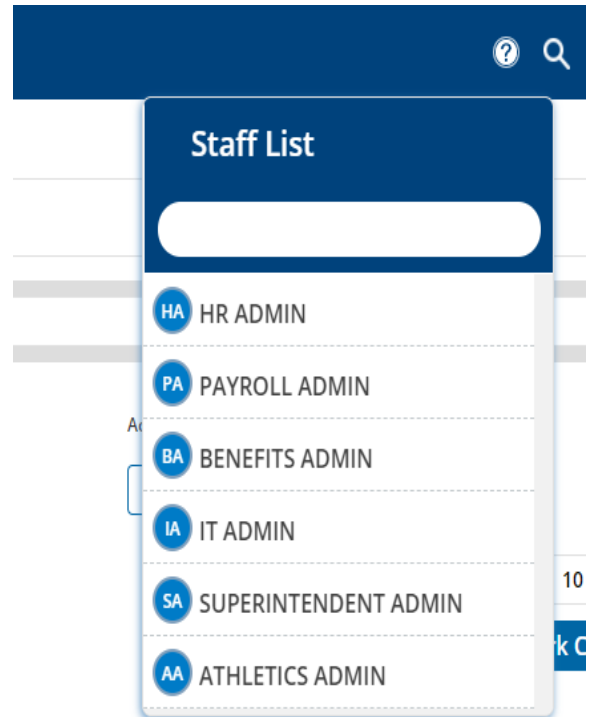 ?
Staff List
HA HR ADMIN
PA PAYROLL ADMIN
BA BENEFITS ADMIN
IA IT ADMIN
SA SUPERINTENDENT ADMIN
10
AA ATHLETICS ADMIN